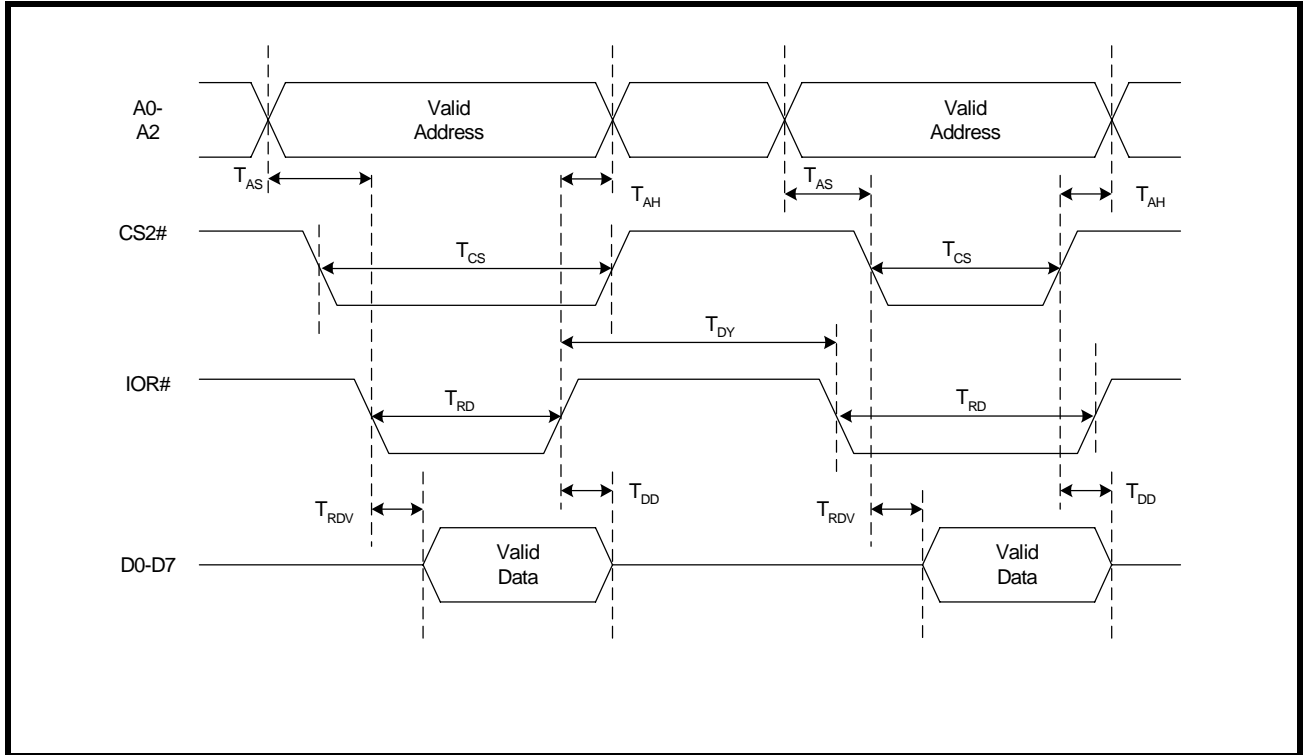 A0-
A2
Valid
Address
Valid
Address
TAS
TAH
TAS
TAH
CS2#
TCS
TCS
TDY
IOR#
TRD
TRD
TRDV
TDD
TRDV
TDD
D0-D7
Valid
Data
Valid
Data